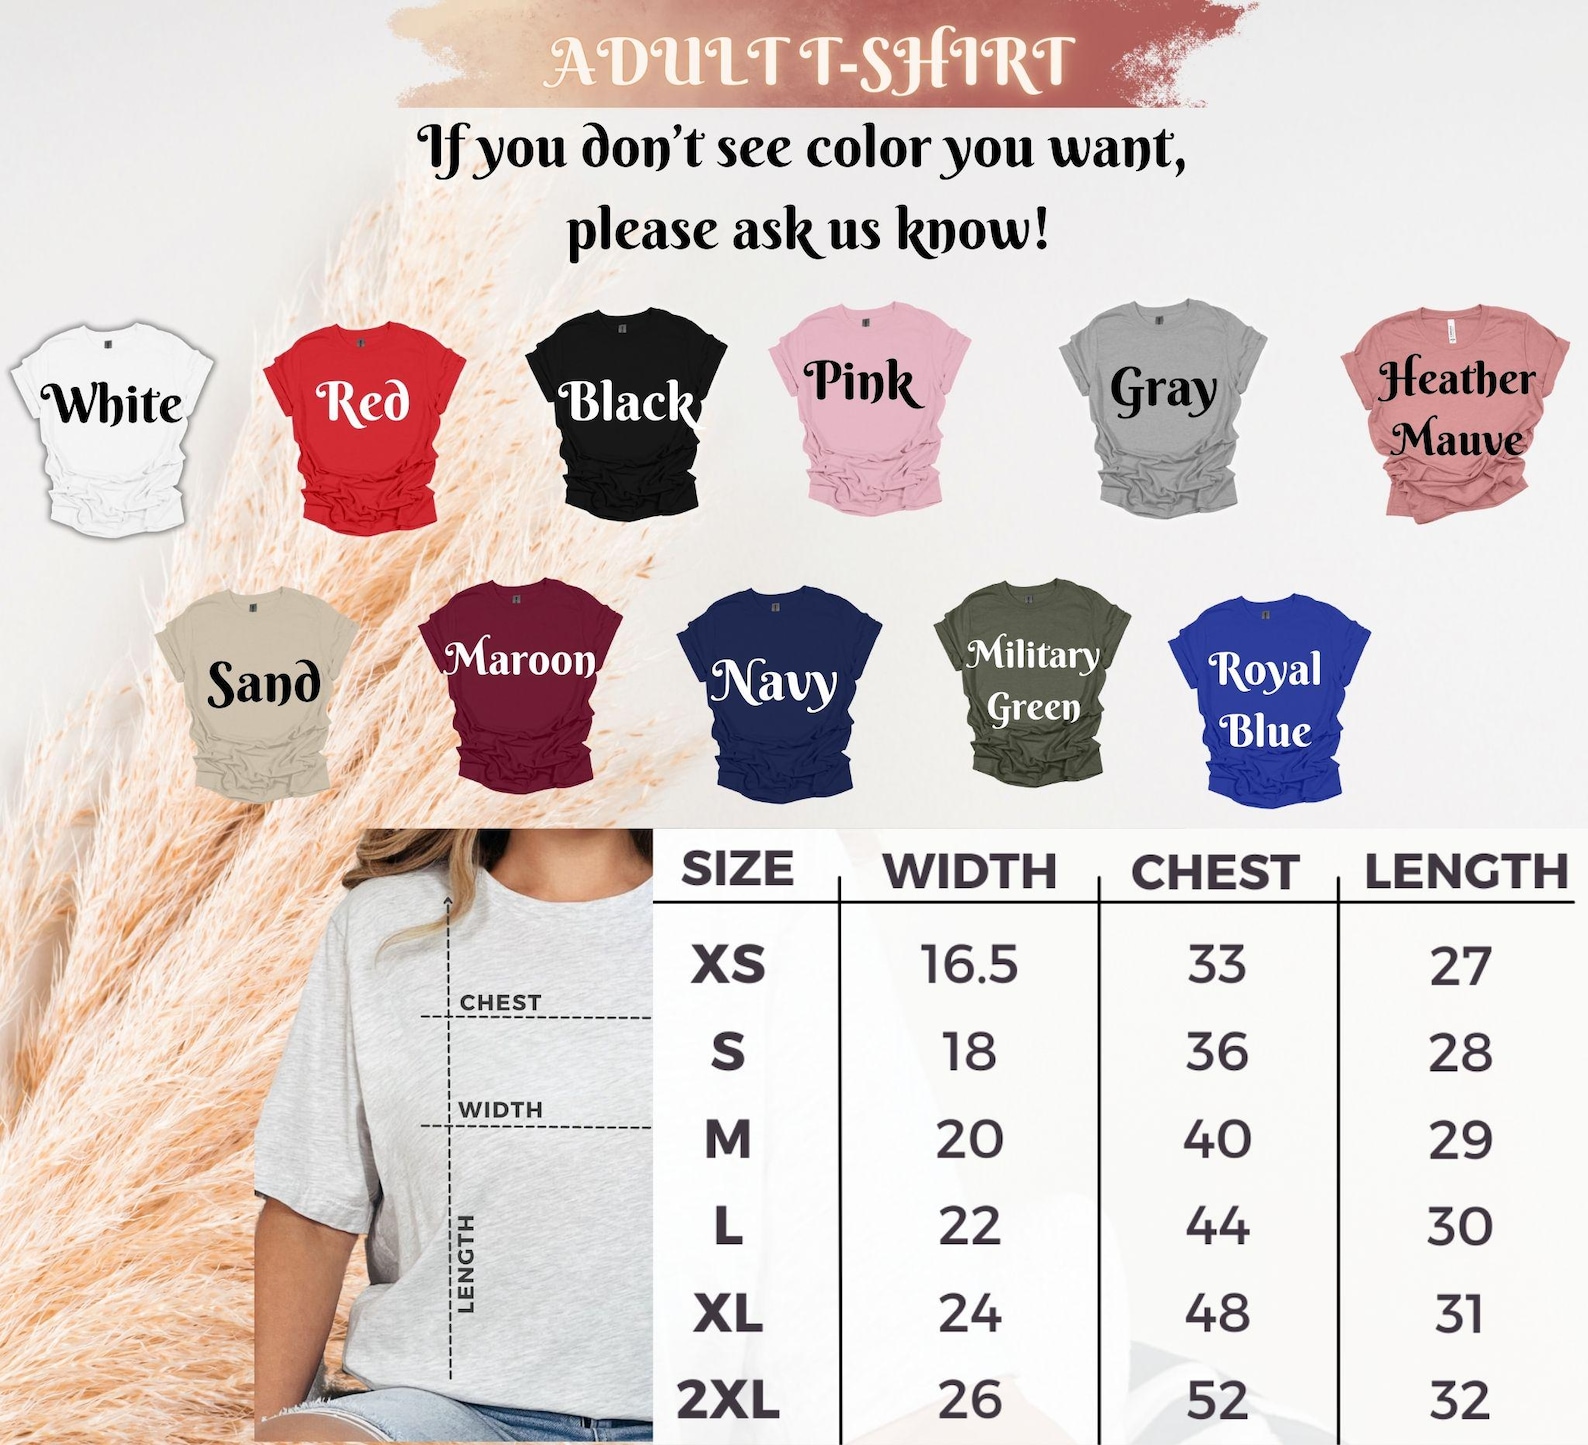 ADULT T-SHIRT
If you don't see color you want,
please ask us know!
White
Red
Black
Pink
Gray
Heather
Mauve
Sand
Maroon
Navy
Military
Green
Royal
Blue
CHEST
WIDTH
LENGTH
SIZE WIDTH CHEST LENGTH
XS 16.5 33 27
S 18 36 28
M 20 40 29
L 22 44 30
XL 24 48 31
2XL 26 52 32